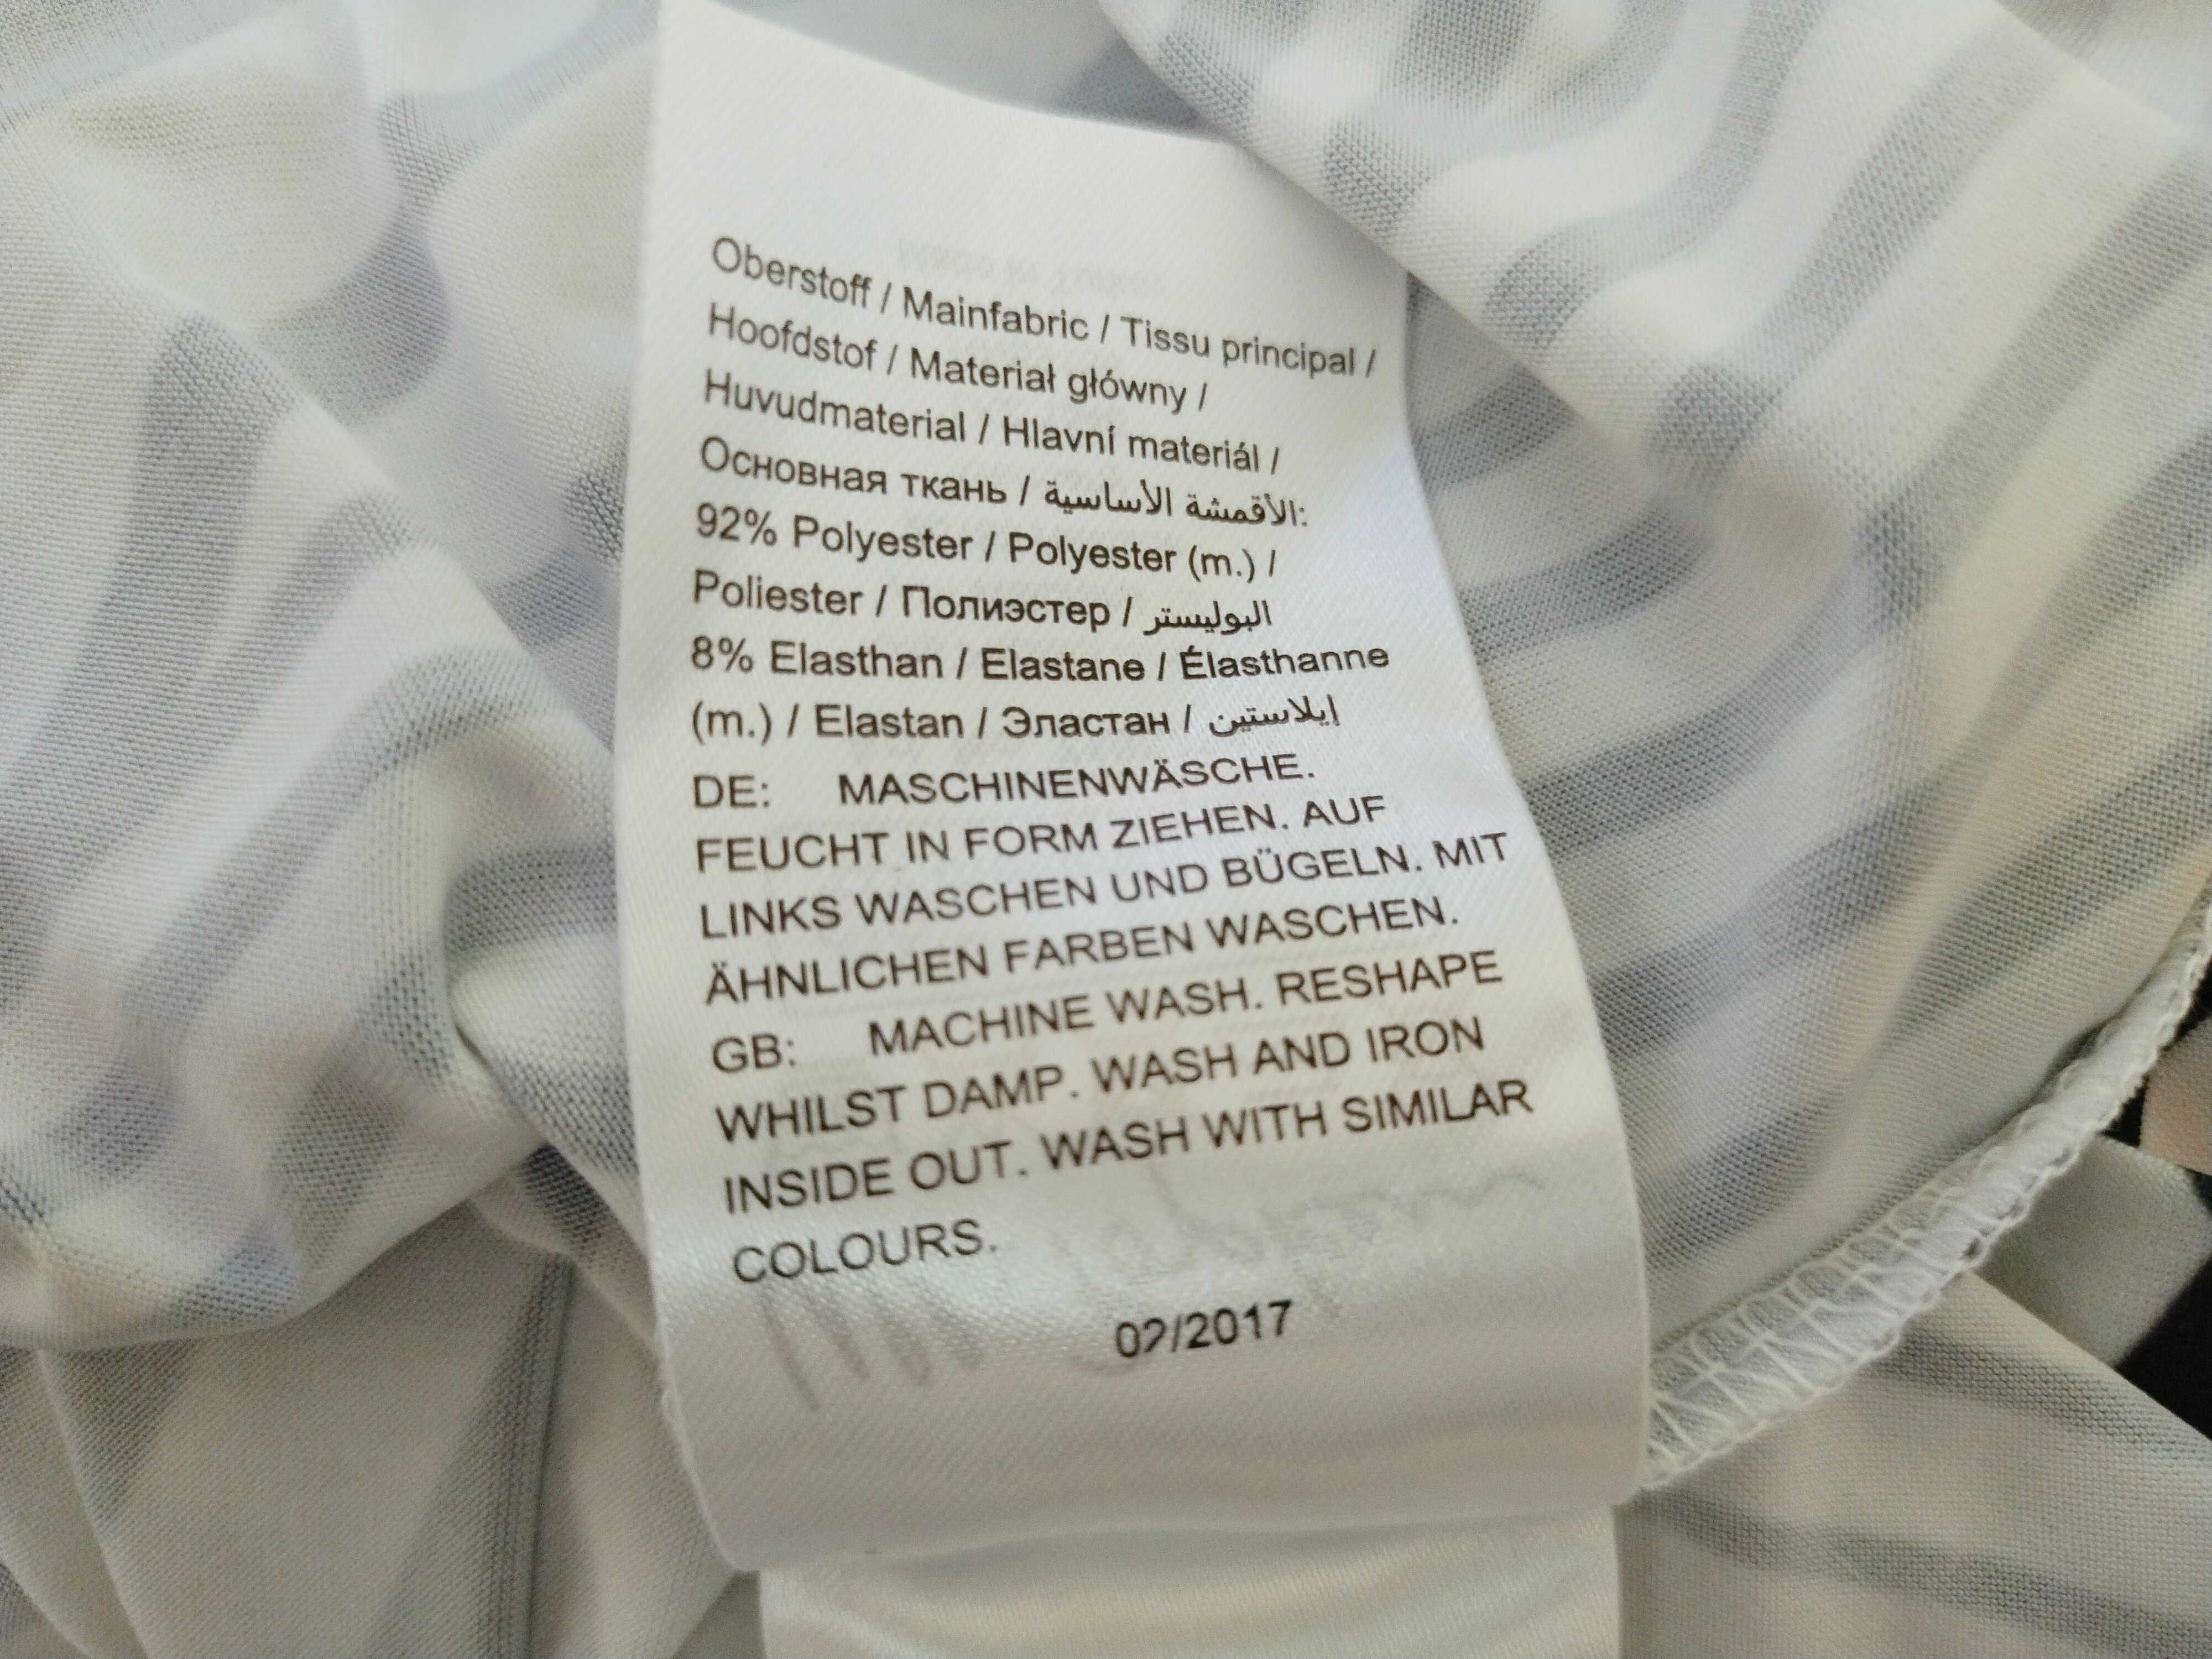 Oberstoff / Mainfabric / Tissu principal /
Hoofdstof / Materiał główny /
Huvudmaterial / Hlavní materiál /
Основная ткань / الأقمشة الأساسية:
92% Polyester / Polyester (m.) /
Poliester / Полиэстер / البوليستر
8% Elasthan / Elastane / Élasthanne
(m.) / Elastan / Эластан / إيلاستين
DE: MASCHINENWÄSCHE.
FEUCHT IN FORM ZIEHEN. AUF
LINKS WASCHEN UND BÜGELN. MIT
ÄHNLICHEN FARBEN WASCHEN.
GB: MACHINE WASH. RESHAPE
WHILST DAMP. WASH AND IRON
INSIDE OUT. WASH WITH SIMILAR
COLOURS.
02/2017